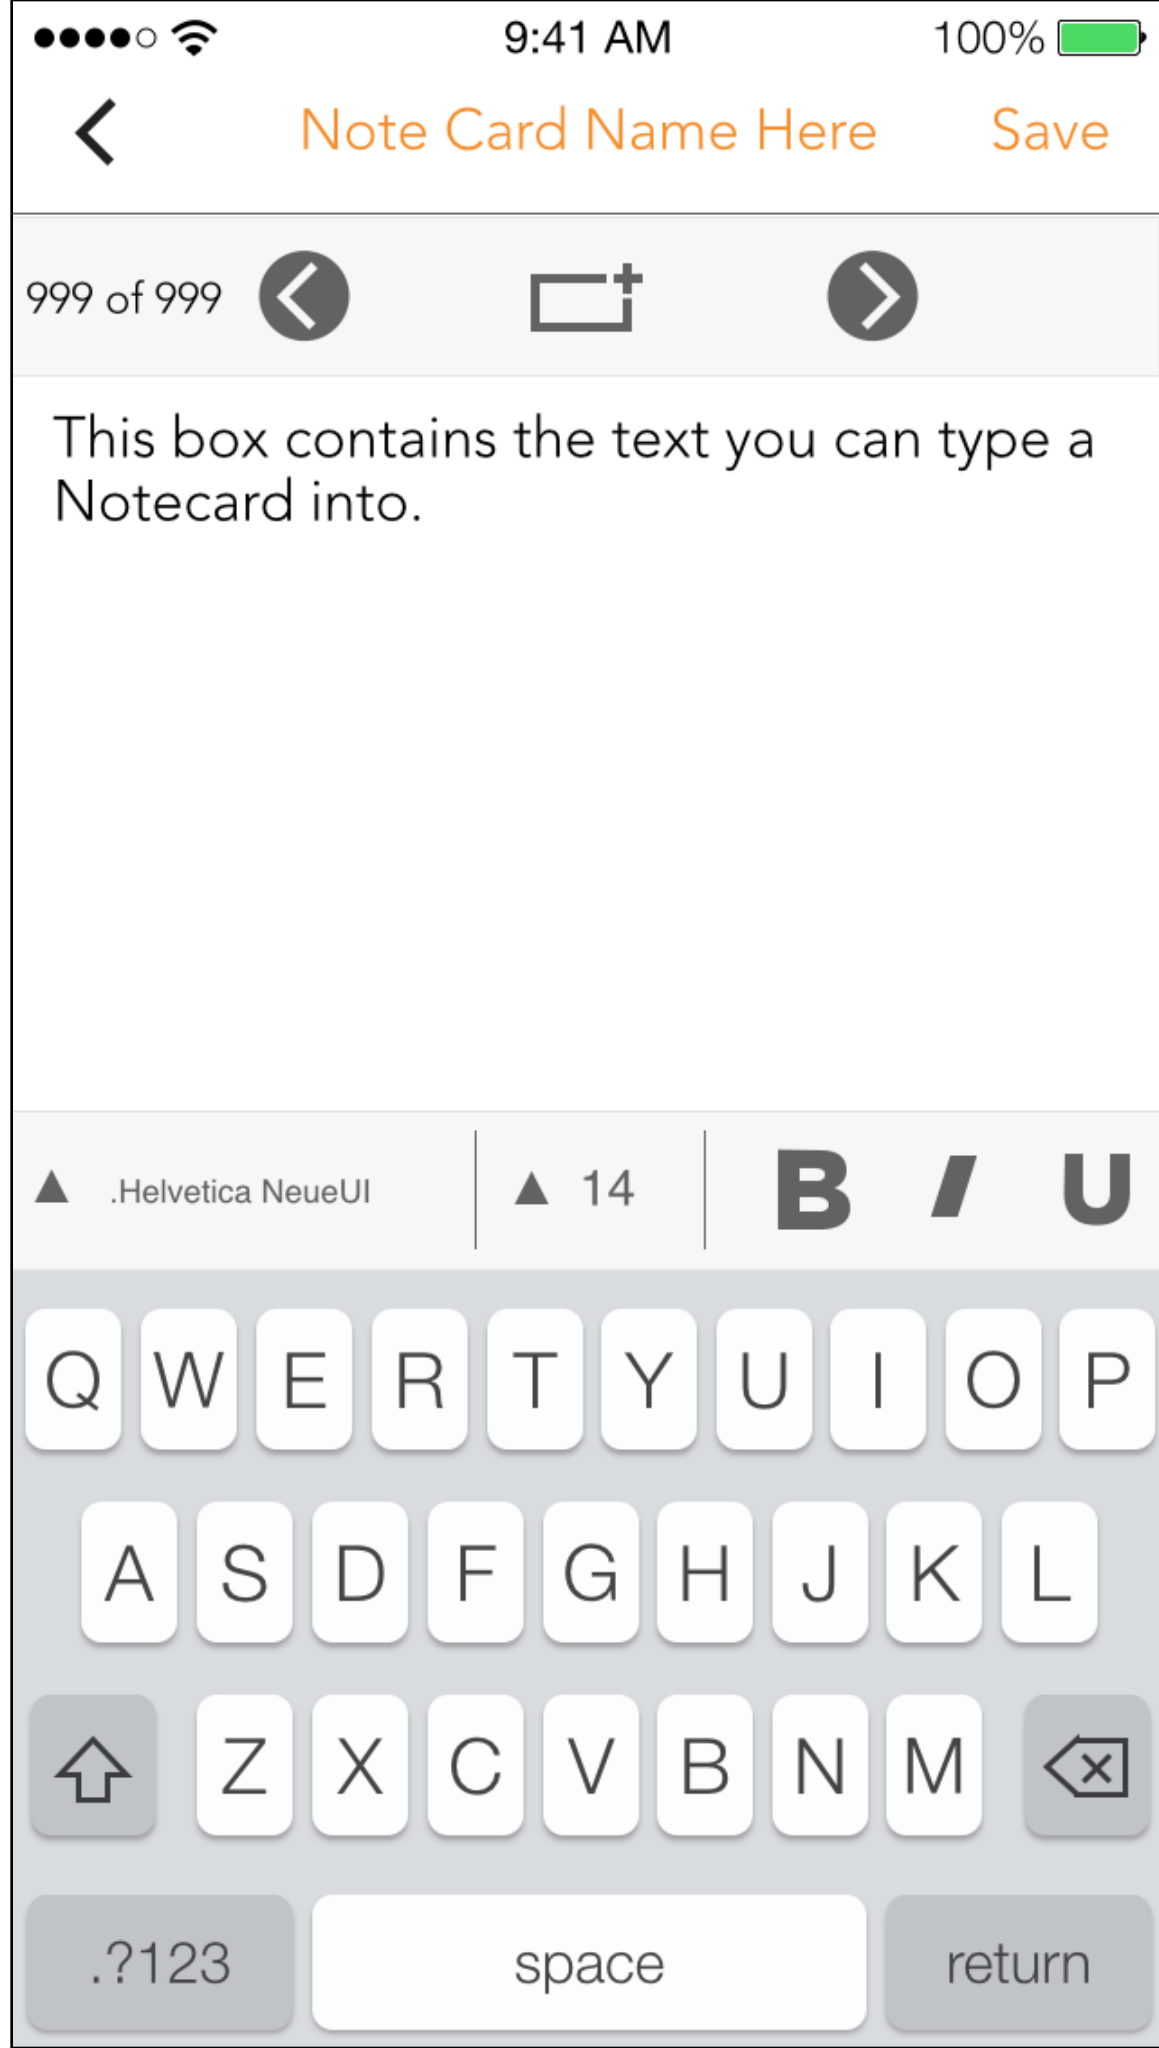 9:41 AM 100%
Note Card Name Here Save
999 of 999
This box contains the text you can type a
Notecard into.
.Helvetica NeueUI 14 B I U
Q W E R T Y U I O P
A S D F G H J K L
Z X C V B N M
.?123 space return